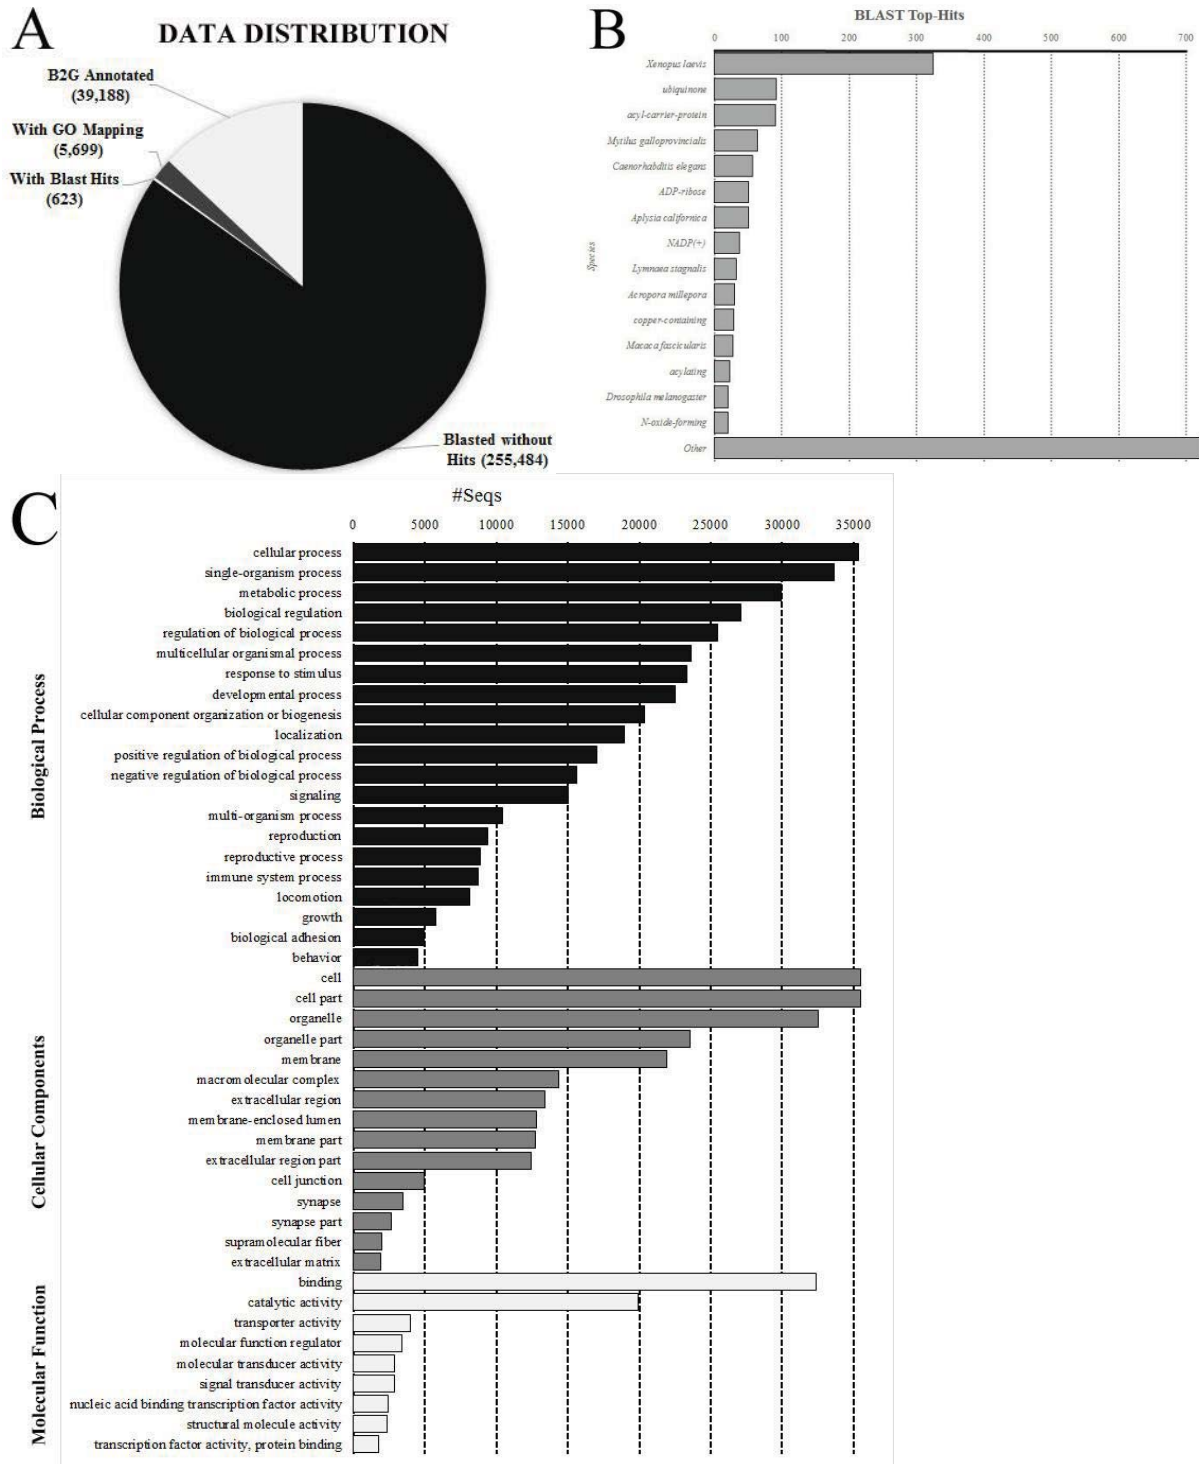 A
DATA DISTRIBUTION
B2G Annotated
(39,188)
With GO Mapping
(5,699)
With Blast Hits
(623)
Blasted without
Hits (255,484)
B
BLAST Top-Hits
0 100 200 300 400 500 600 700
Species
Xenopus laevis
ubiquinone
acyl-carrier-protein
Mytilus galloprovincialis
Caenorhabditis elegans
ADP-ribose
Aplysia californica
NADP(+)
Lymnaea stagnalis
Acropora millepora
copper-containing
Macaca fascicularis
acylating
Drosophila melanogaster
N-oxide-forming
Other
C
#Seqs
0 5000 10000 15000 20000 25000 30000 35000
Biological Process
cellular process
single-organism process
metabolic process
biological regulation
regulation of biological process
multicellular organismal process
response to stimulus
developmental process
cellular component organization or biogenesis
localization
positive regulation of biological process
negative regulation of biological process
signaling
multi-organism process
reproduction
reproductive process
immune system process
locomotion
growth
biological adhesion
behavior
Cellular Components
cell
cell part
organelle
organelle part
membrane
macromolecular complex
extracellular region
membrane-enclosed lumen
membrane part
extracellular region part
cell junction
synapse
synapse part
supramolecular fiber
extracellular matrix
Molecular Function
binding
catalytic activity
transporter activity
molecular function regulator
molecular transducer activity
signal transducer activity
nucleic acid binding transcription factor activity
structural molecule activity
transcription factor activity, protein binding